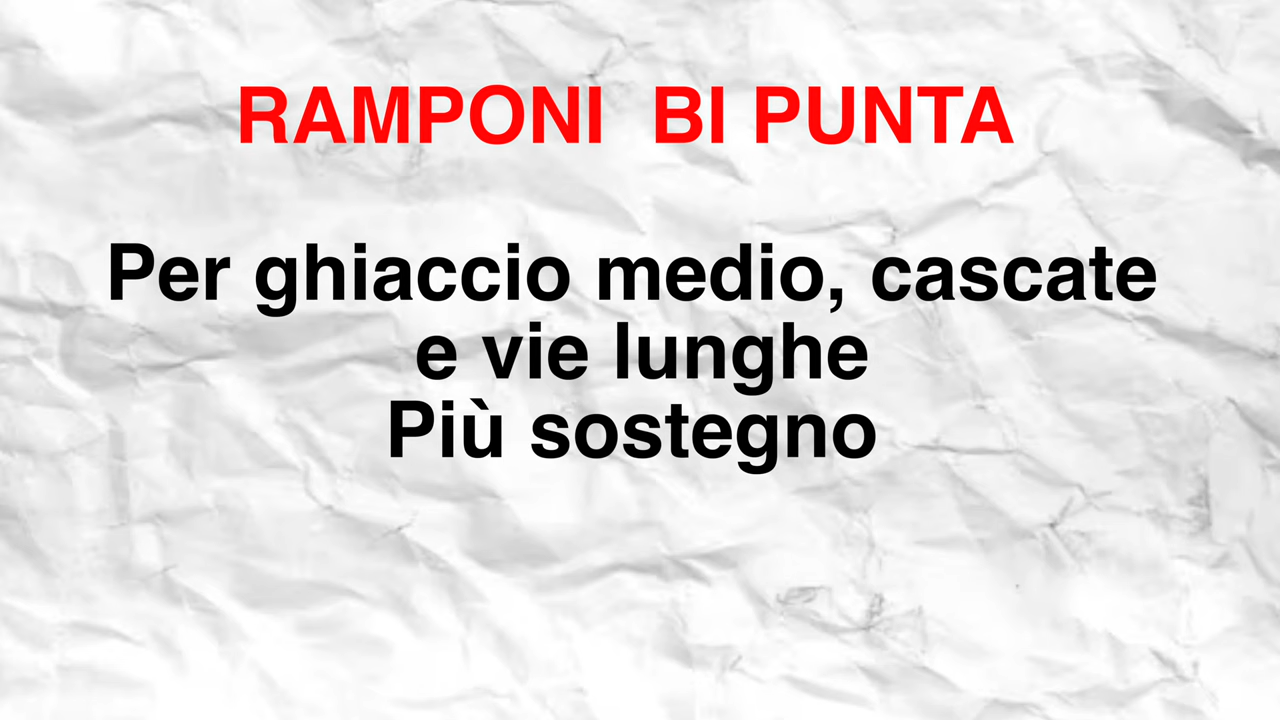 RAMPONI  BI PUNTA
Per ghiaccio medio, cascate
e vie lunghe
Più sostegno